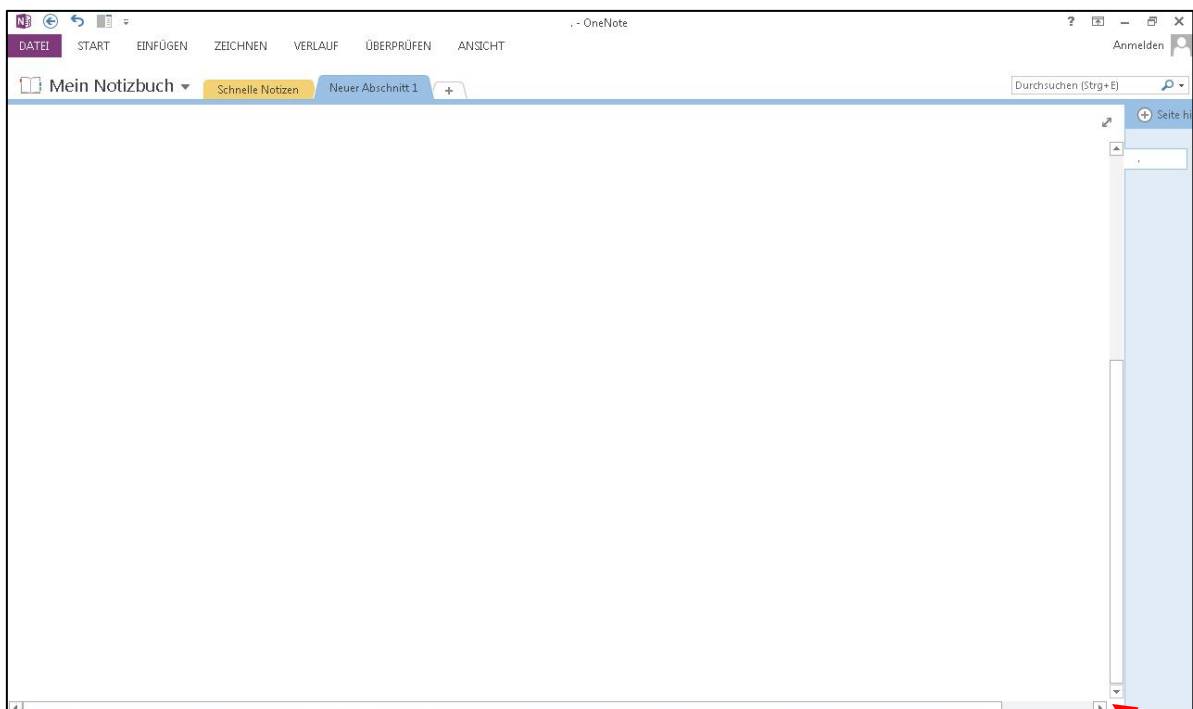 . - OneNote
DATEI START EINFÜGEN ZEICHNEN VERLAUF ÜBERPRÜFEN ANSICHT Anmelden
Mein Notizbuch Schnelle Notizen Neuer Abschnitt 1 + Durchsuchen (Strg+E)
Seite hi
.